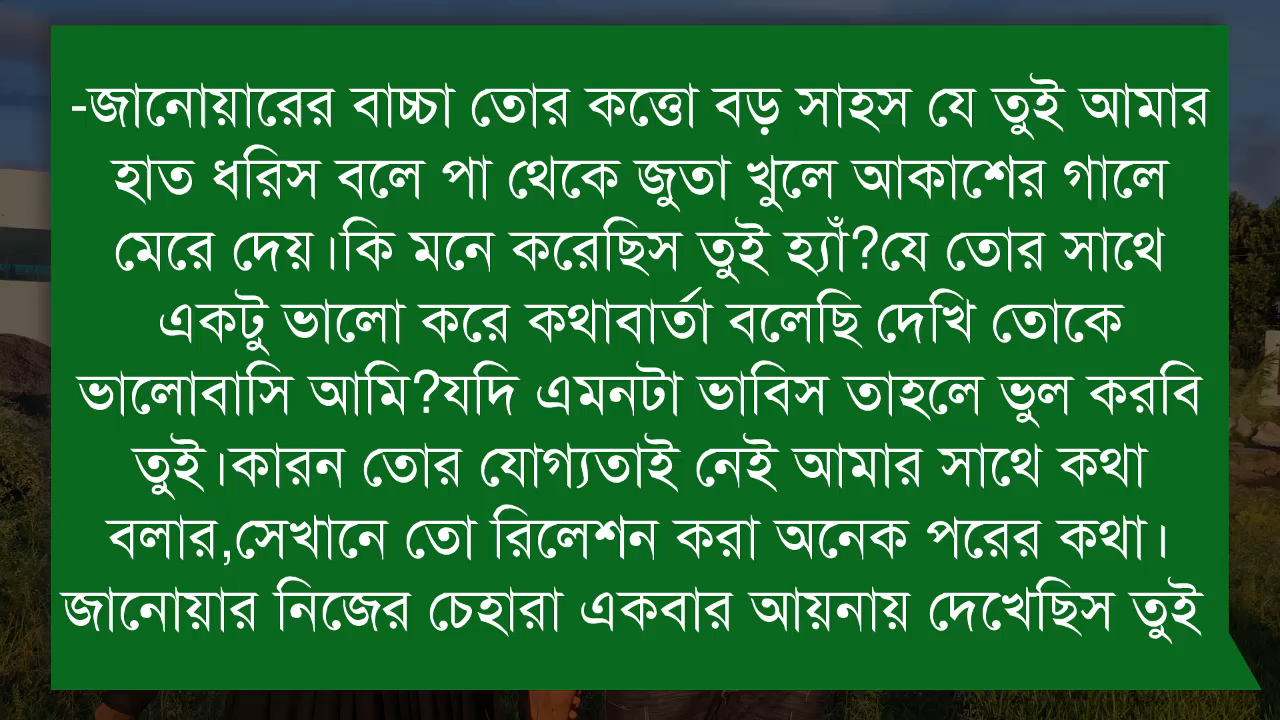 -জানোয়ারের বাচ্চা তোর কত্তো বড় সাহস যে তুই আমার
হাত ধরিস বলে পা থেকে জুতা খুলে আকাশের গালে
মেরে দেয়।কি মনে করেছিস তুই হ্যাঁ?যে তোর সাথে
একটু ভালো করে কথাবার্তা বলেছি দেখি তোকে
ভালোবাসি আমি?যদি এমনটা ভাবিস তাহলে ভুল করবি
তুই।কারন তোর যোগ্যতাই নেই আমার সাথে কথা
বলার,সেখানে তো রিলেশন করা অনেক পরের কথা।
জানোয়ার নিজের চেহারা একবার আয়নায় দেখেছিস তুই